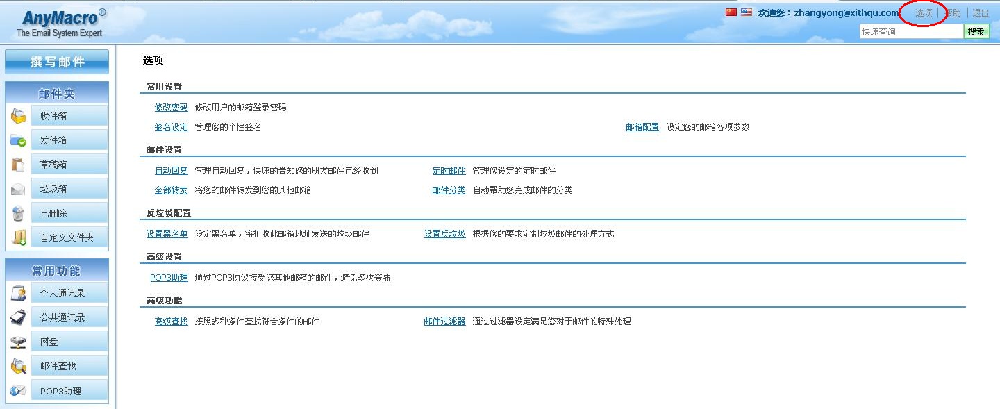 AnyMacro®
The Email System Expert
欢迎您：zhangyong@xithqu.com 选项 | 帮助 | 退出
快速查询 搜索
撰写邮件
邮件夹
收件箱
发件箱
草稿箱
垃圾箱
已删除
自定义文件夹
常用功能
个人通讯录
公共通讯录
网盘
邮件查找
POP3助理
选项
常用设置
修改密码 修改用户的邮箱登录密码
签名设定 管理您的个性签名 邮箱配置 设定您的邮箱各项参数
邮件设置
自动回复 管理自动回复，快速的告知您的朋友邮件已经收到 定时邮件 管理您设定的定时邮件
全部转发 将您的邮件转发到您的其他邮箱 邮件分类 自动帮助您完成邮件的分类
反垃圾配置
设置黑名单 设定黑名单，将拒收此邮箱地址发送的垃圾邮件 设置反垃圾 根据您的要求定制垃圾邮件的处理方式
高级设置
POP3助理 通过POP3协议接受您其他邮箱的邮件，避免多次登陆
高级功能
高级查找 按照多种条件查找符合条件的邮件 邮件过滤器 通过过滤器设定满足您对于邮件的特殊处理